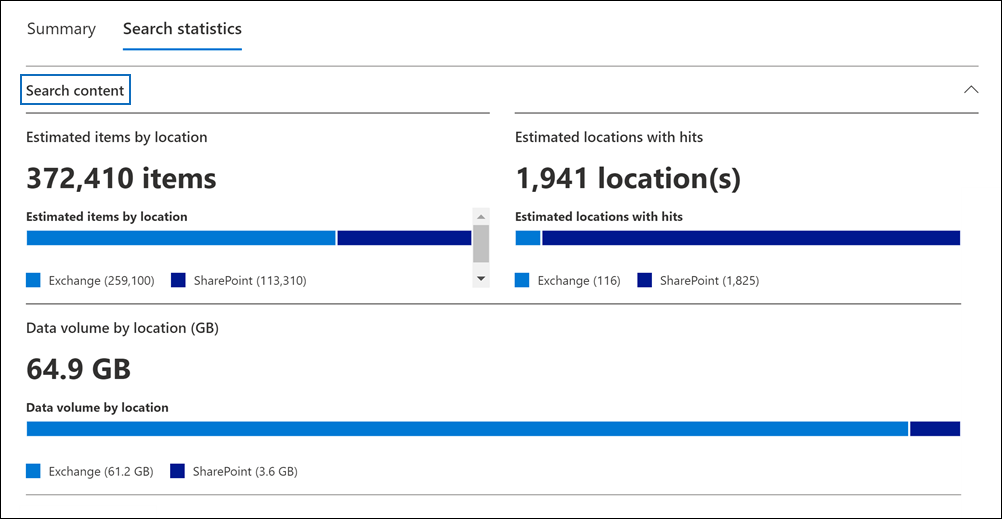 Summary Search statistics
Search content
Estimated items by location
372,410 items
Estimated items by location
Exchange (259,100) SharePoint (113,310)
Estimated locations with hits
1,941 location(s)
Estimated locations with hits
Exchange (116) SharePoint (1,825)
Data volume by location (GB)
64.9 GB
Data volume by location
Exchange (61.2 GB) SharePoint (3.6 GB)